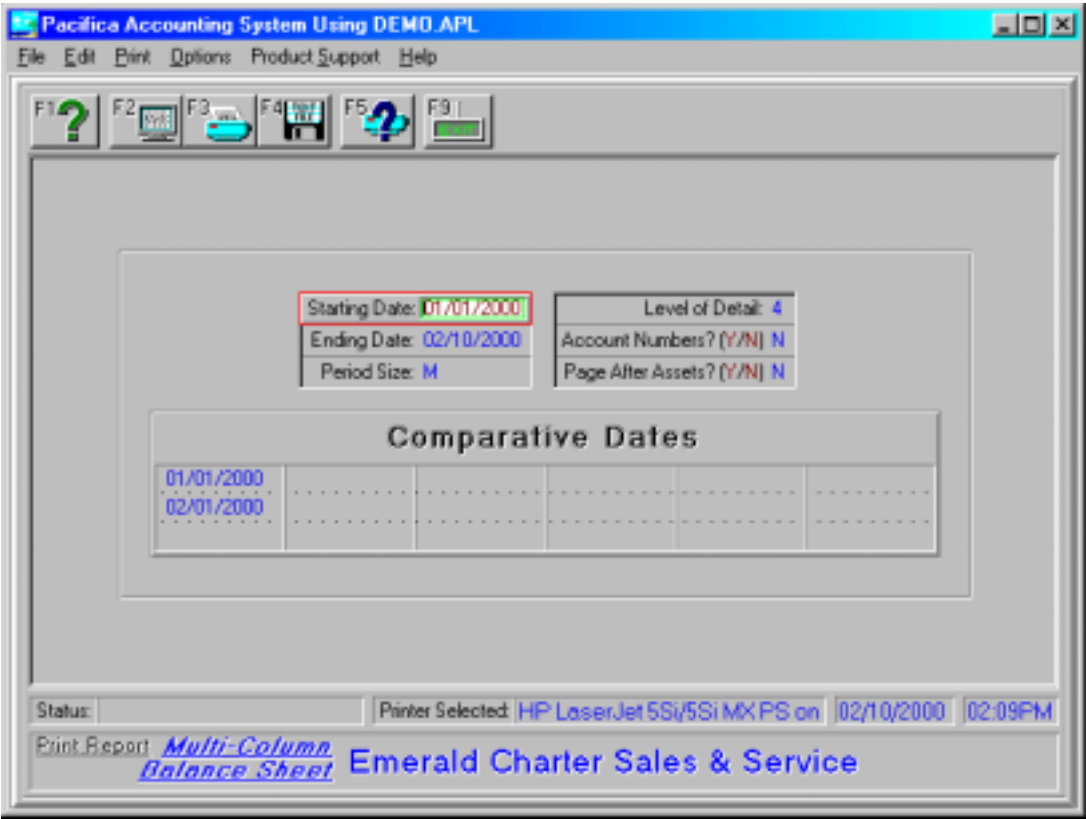 Pacifica Accounting System Using DEMO.APL
File Edit Print Options Product Support Help
F1 F2 F3 F4 F5 F9
Starting Date: 01/01/2000
Ending Date: 02/10/2000
Period Size: M
Level of Detail: 4
Account Numbers? (Y/N) N
Page After Assets? (Y/N) N
Comparative Dates
01/01/2000
02/01/2000
Status:
Printer Selected: HP LaserJet 5Si/5Si MX PS on
02/10/2000
02:09PM
Print Report
Multi-Column
Balance Sheet
Emerald Charter Sales & Service